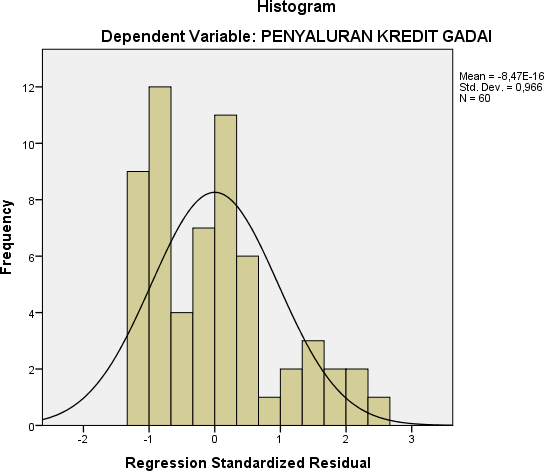 Histogram
Dependent Variable: PENYALURAN KREDIT GADAI
Mean = -8,47E-16
Std. Dev. = 0,966
N = 60
Frequency
12
10
8
6
4
2
0
-2 -1 0 1 2 3
Regression Standardized Residual